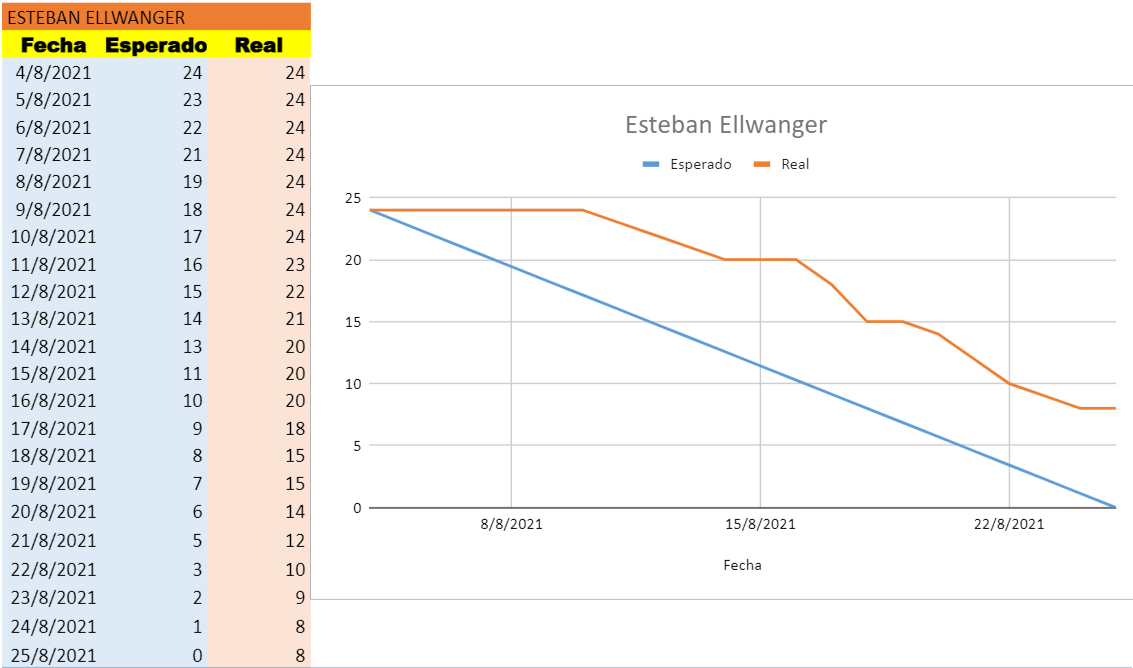 ESTEBAN ELLWANGER
Fecha Esperado Real
4/8/2021 24 24
5/8/2021 23 24
6/8/2021 22 24
7/8/2021 21 24
8/8/2021 19 24
9/8/2021 18 24
10/8/2021 17 24
11/8/2021 16 23
12/8/2021 15 22
13/8/2021 14 21
14/8/2021 13 20
15/8/2021 11 20
16/8/2021 10 20
17/8/2021 9 18
18/8/2021 8 15
19/8/2021 7 15
20/8/2021 6 14
21/8/2021 5 12
22/8/2021 3 10
23/8/2021 2 9
24/8/2021 1 8
25/8/2021 0 8
Esteban Ellwanger
Esperado Real
25
20
15
10
5
0
8/8/2021 15/8/2021 22/8/2021
Fecha